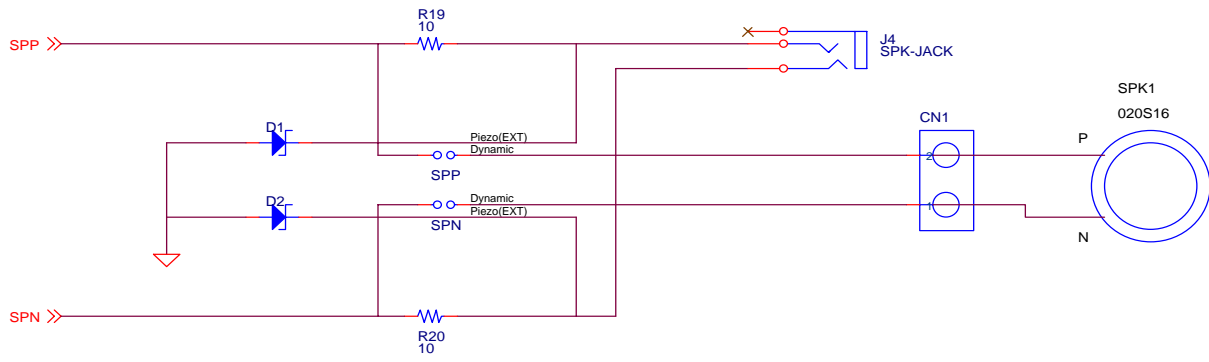 R19
10
SPP
J4
SPK-JACK
SPK1
020S16
CN1
D1
Piezo(EXT)
Dynamic
2
P
SPP
D2
Dynamic
1
Piezo(EXT)
SPN
N
SPN
R20
10